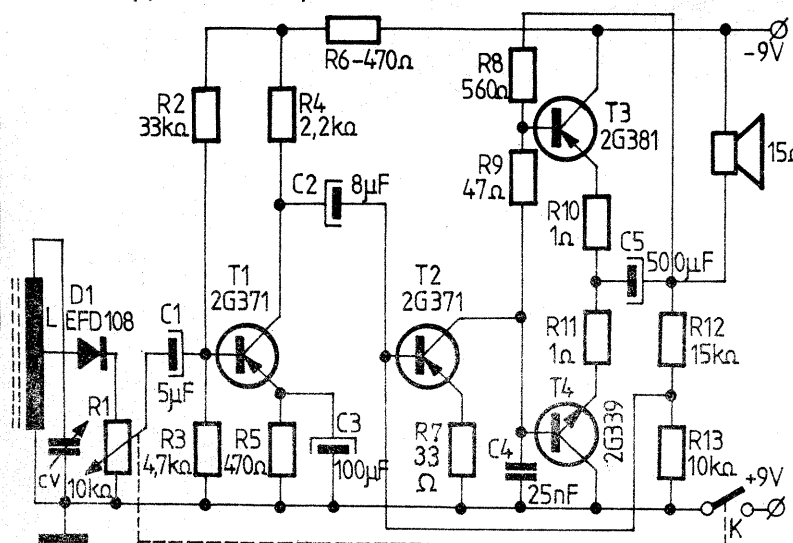 R6-470Ω
-9V
R2
33kΩ
R4
2,2kΩ
R8
560Ω
T3
2G381
15Ω
C2
8µF
R9
47Ω
R10
1Ω
C5
500µF
L
D1
EFD108
C1
5µF
T1
2G371
T2
2G371
R11
1Ω
R12
15kΩ
R1
10kΩ
CV
R3
4,7kΩ
R5
470Ω
C3
100µF
R7
33
Ω
C4
25nF
T4
2G339
R13
10kΩ
+9V
K